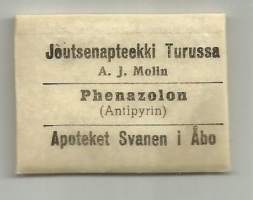 Joutsenapteekki Turussa
A. J. Molin
Phenazolon
(Antipyrin)
Apoteket Svanen i Åbo